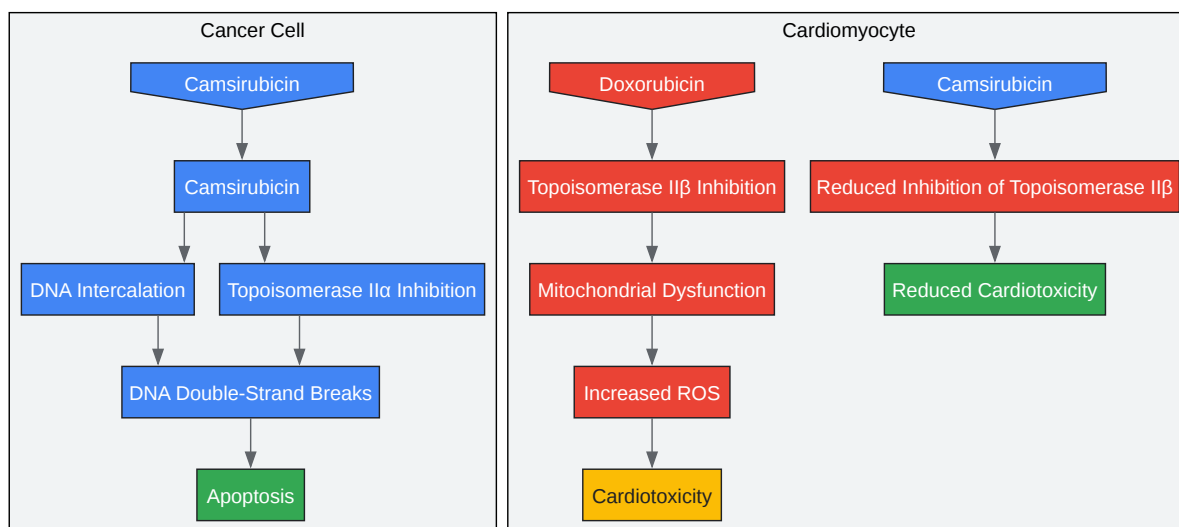 Cancer Cell
Camsirubicin
Camsirubicin
DNA Intercalation
Topoisomerase IIα Inhibition
DNA Double-Strand Breaks
Apoptosis
Cardiomyocyte
Doxorubicin
Topoisomerase IIβ Inhibition
Mitochondrial Dysfunction
Increased ROS
Cardiotoxicity
Camsirubicin
Reduced Inhibition of Topoisomerase IIβ
Reduced Cardiotoxicity